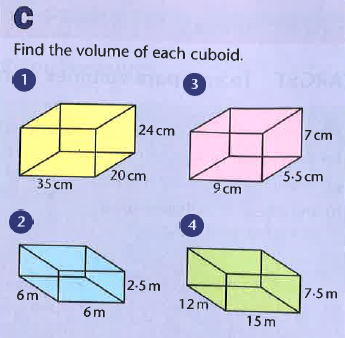 C
Find the volume of each cuboid.
1
24 cm
20 cm
35 cm
2
2·5 m
6 m
6 m
3
7 cm
5·5 cm
9 cm
4
7·5 m
12 m
15 m